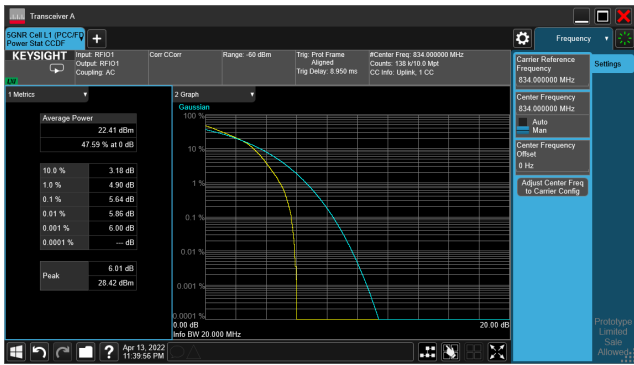 Transceiver A
5GNR Cell L1 (PCC/FD
Power Stat CCDF
KEYSIGHT
Input: RFIO1
Output: RFIO1
Coupling: AC
Corr CCorr
Range: -60 dBm
Trig: Prot Frame
Aligned
Trig Delay: 8.950 ms
#Center Freq: 834.000000 MHz
Counts: 138 k/10.0 Mpt
CC Info: Uplink, 1 CC
LV
1 Metrics
Average Power
22.41 dBm
47.59 % at 0 dB
10.0 % 3.18 dB
1.0 % 4.90 dB
0.1 % 5.64 dB
0.01 % 5.86 dB
0.001 % 6.00 dB
0.0001 % --- dB
Peak
6.01 dB
28.42 dBm
2 Graph
Gaussian
100 %
10 %
1 %
0.1 %
0.01 %
0.001 %
0.0001 %
0.00 dB
20.00 dB
Info BW 20.000 MHz
Frequency
Carrier Reference
Frequency
834.000000 MHz
Center Frequency
834.000000 MHz
Auto
Man
Center Frequency
Offset
0 Hz
Adjust Center Freq
to Carrier Config
Settings
Prototype
Limited
Sale
Allowed
Apr 13, 2022
11:39:56 PM